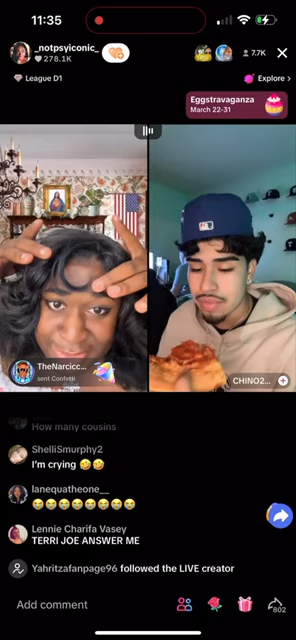 11:35
_notpsyiconic_
278.1K
7.7K
League D1
Explore >
Eggstravaganza
March 22-31
TheNarcicc...
sent Confetti
CHINO2...
How many cousins
ShelliSmurphy2
I'm crying 🤣🤣
lanequatheone__
😭😭😭😭😭😭😭😭
Lennie Charifa Vasey
TERRI JOE ANSWER ME
Yahritzafanpage96 followed the LIVE creator
Add comment
802